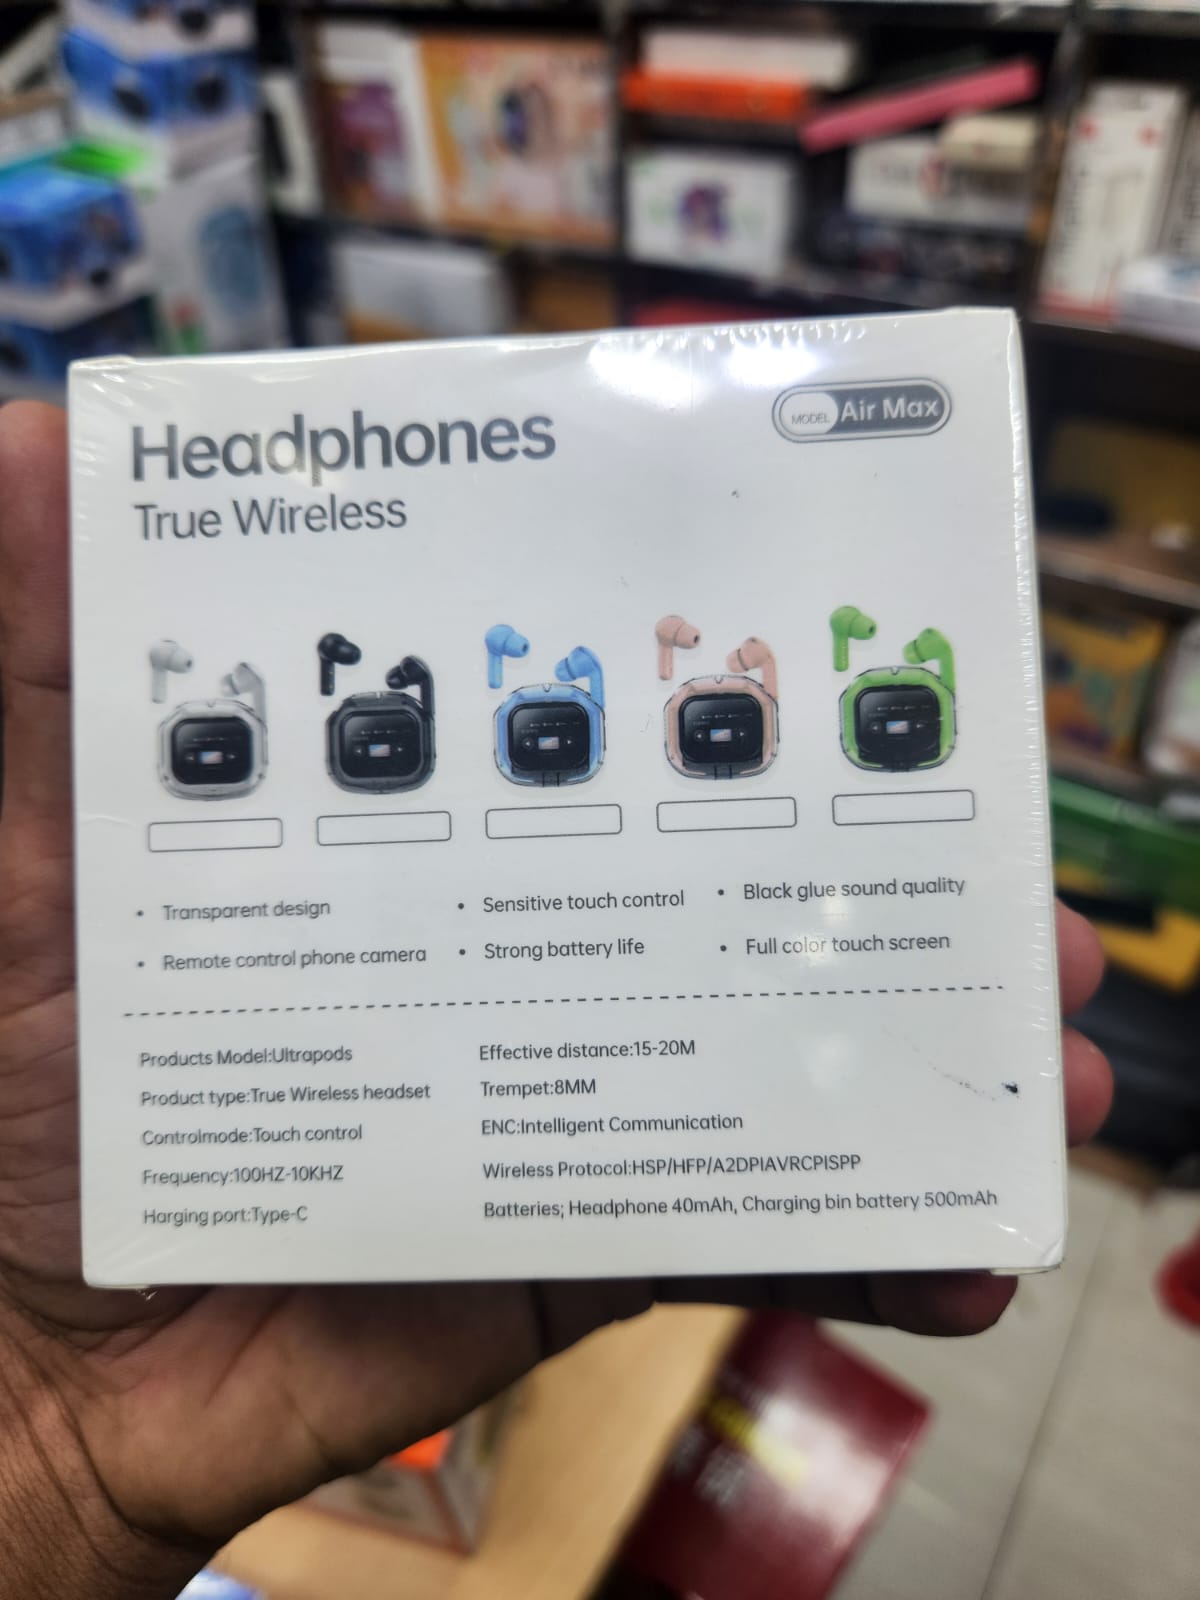 Headphones
True Wireless
MODEL Air Max
• Transparent design
• Sensitive touch control
• Black glue sound quality
• Remote control phone camera
• Strong battery life
• Full color touch screen
Products Model:Ultrapods
Product type:True Wireless headset
Controlmode:Touch control
Frequency:100HZ-10KHZ
Harging port:Type-C
Effective distance:15-20M
Trempet:8MM
ENC:Intelligent Communication
Wireless Protocol:HSP/HFP/A2DPIAVRCPISPP
Batteries; Headphone 40mAh, Charging bin battery 500mAh